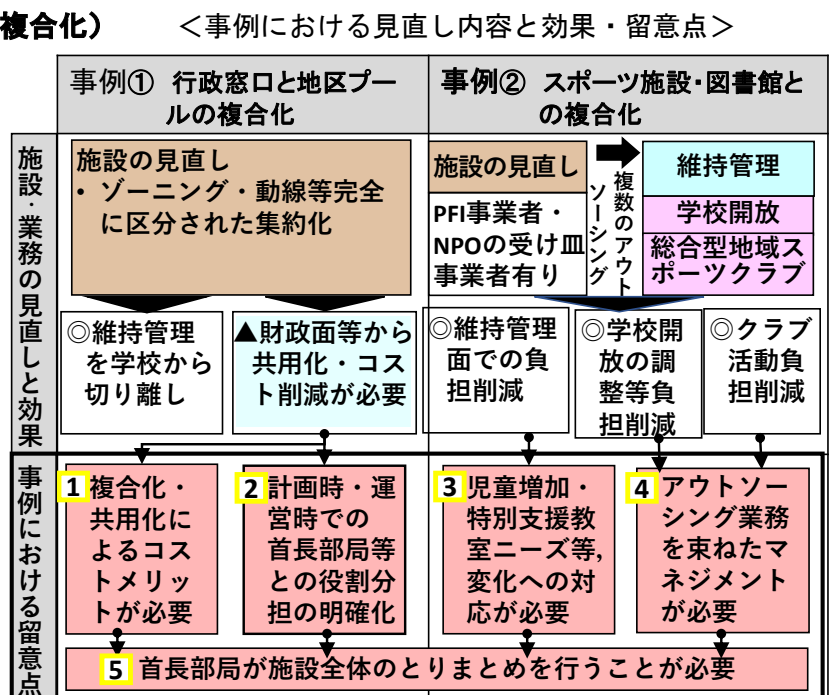 複合化）　＜事例における見直し内容と効果・留意点＞
事例① 行政窓口と地区プー
ルの複合化
事例② スポーツ施設・図書館と
の複合化
施設・業務の見直しと効果
施設の見直し
・ ゾーニング・動線等完全
に区分された集約化
施設の見直し
PFI事業者・
NPOの受け皿
事業者有り
複数のアウト
ソーシング
維持管理
学校開放
総合型地域ス
ポーツクラブ
◎維持管理
を学校から
切り離し
▲財政面等から
共用化・コス
ト削減が必要
◎維持管理
面での負
担削減
◎学校開
放の調
整等負
担削減
◎クラブ
活動負
担削減
事例における留意点
1 複合化・
共用化に
よるコス
トメリッ
トが必要
2 計画時・運
営時での
首長部局等
との役割分
担の明確化
3 児童増加・
特別支援教
室ニーズ等,
変化への対
応が必要
4 アウトソー
シング業務
を束ねたマ
ネジメント
が必要
5 首長部局が施設全体のとりまとめを行うことが必要